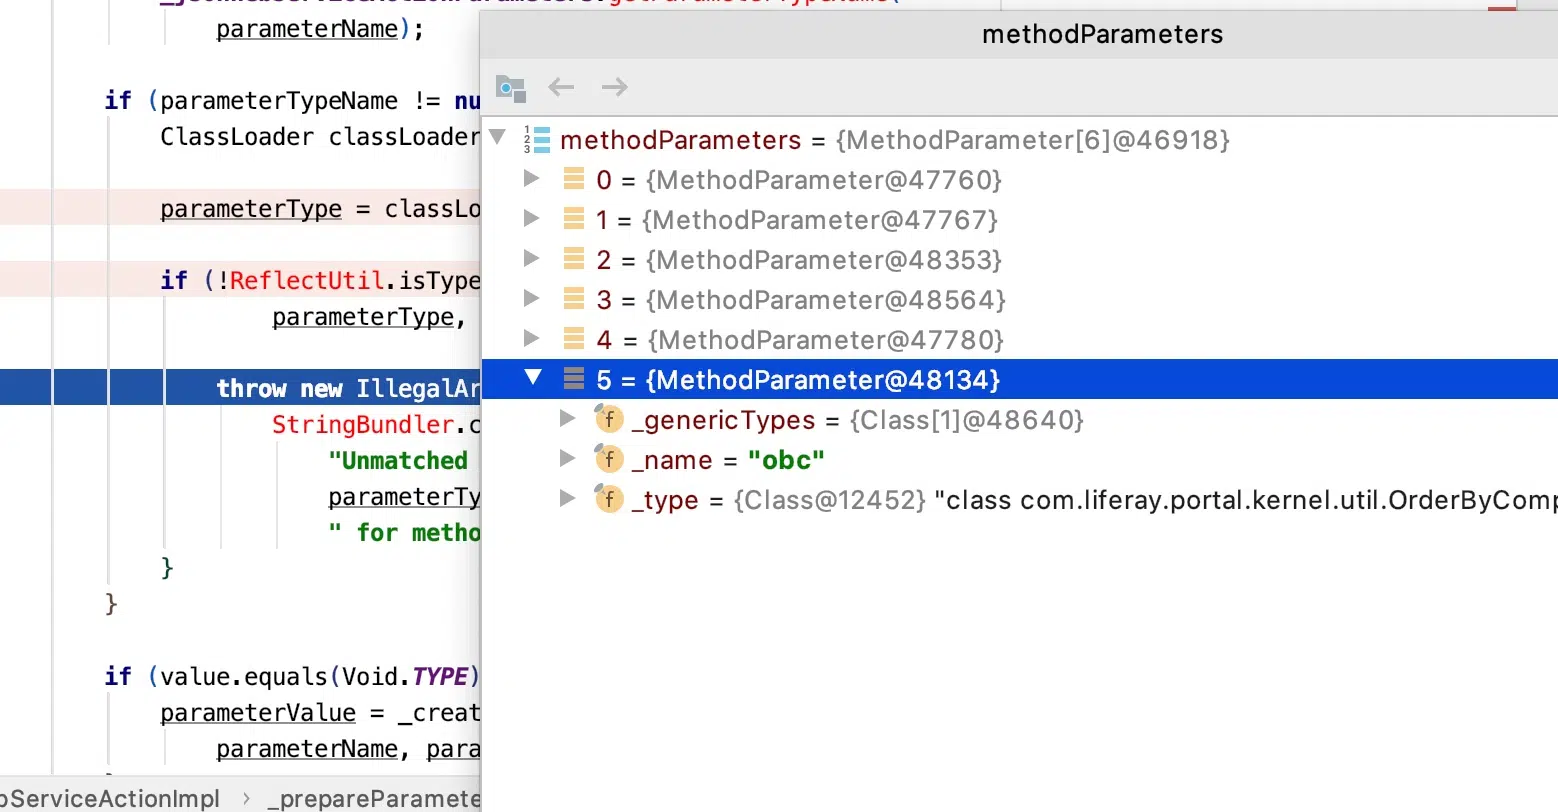 parameterName);
if (parameterTypeName != nu
ClassLoader classLoader
parameterType = classLo
if (!ReflectUtil.isType
parameterType,
throw new IllegalAr
StringBundler.c
"Unmatched
parameterTy
" for metho
}
}
if (value.equals(Void.TYPE)
parameterValue = _creat
parameterName, para
bServiceActionImpl › _prepareParamete
methodParameters
methodParameters = {MethodParameter[6]@46918}
0 = {MethodParameter@47760}
1 = {MethodParameter@47767}
2 = {MethodParameter@48353}
3 = {MethodParameter@48564}
4 = {MethodParameter@47780}
5 = {MethodParameter@48134}
f _genericTypes = {Class[1]@48640}
f _name = "obc"
f _type = {Class@12452} "class com.liferay.portal.kernel.util.OrderByComp